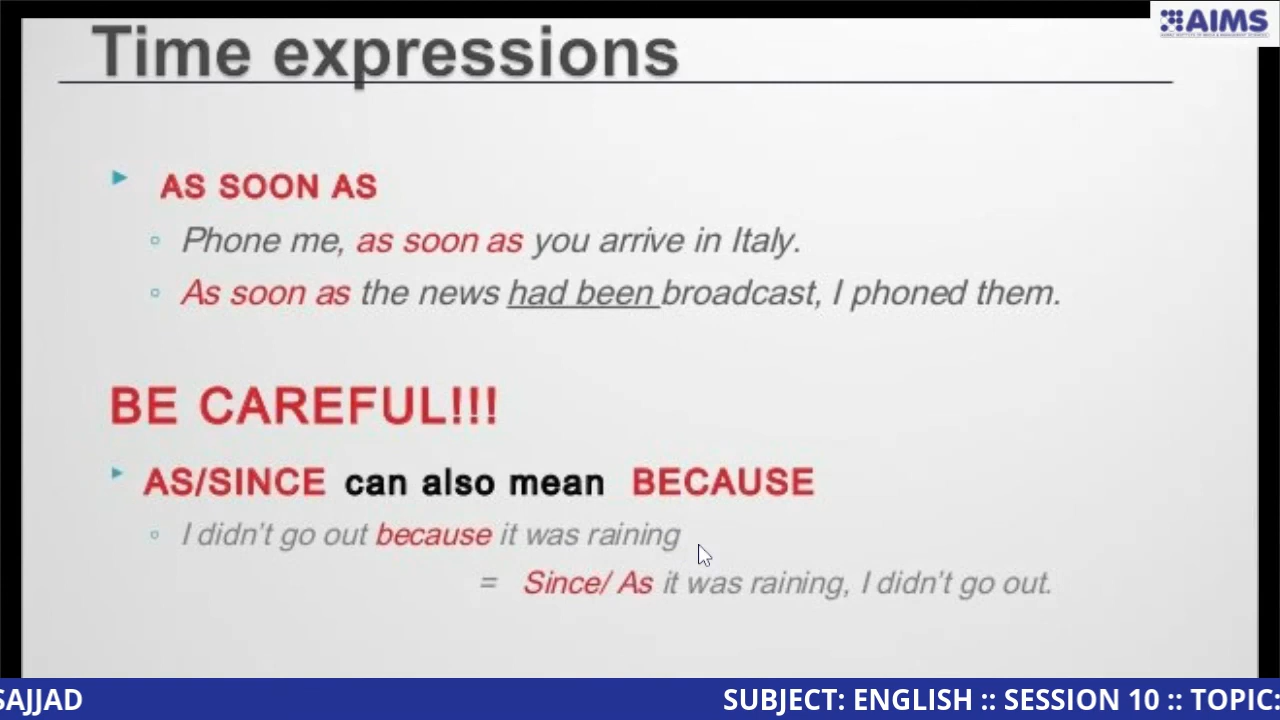 AIMS
Time expressions
AS SOON AS
Phone me, as soon as you arrive in Italy.
As soon as the news had been broadcast, I phoned them.
BE CAREFUL!!!
AS/SINCE can also mean BECAUSE
I didn't go out because it was raining
= Since/ As it was raining, I didn't go out.
SAJJAD SUBJECT: ENGLISH :: SESSION 10 :: TOPIC: